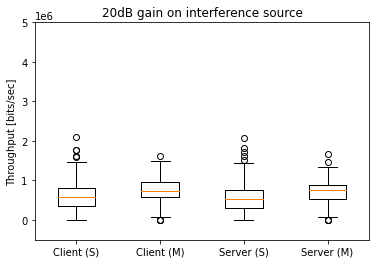 20dB gain on interference source
1e6
5
4
3
2
1
0
Throughput [bits/sec]
Client (S) Client (M) Server (S) Server (M)